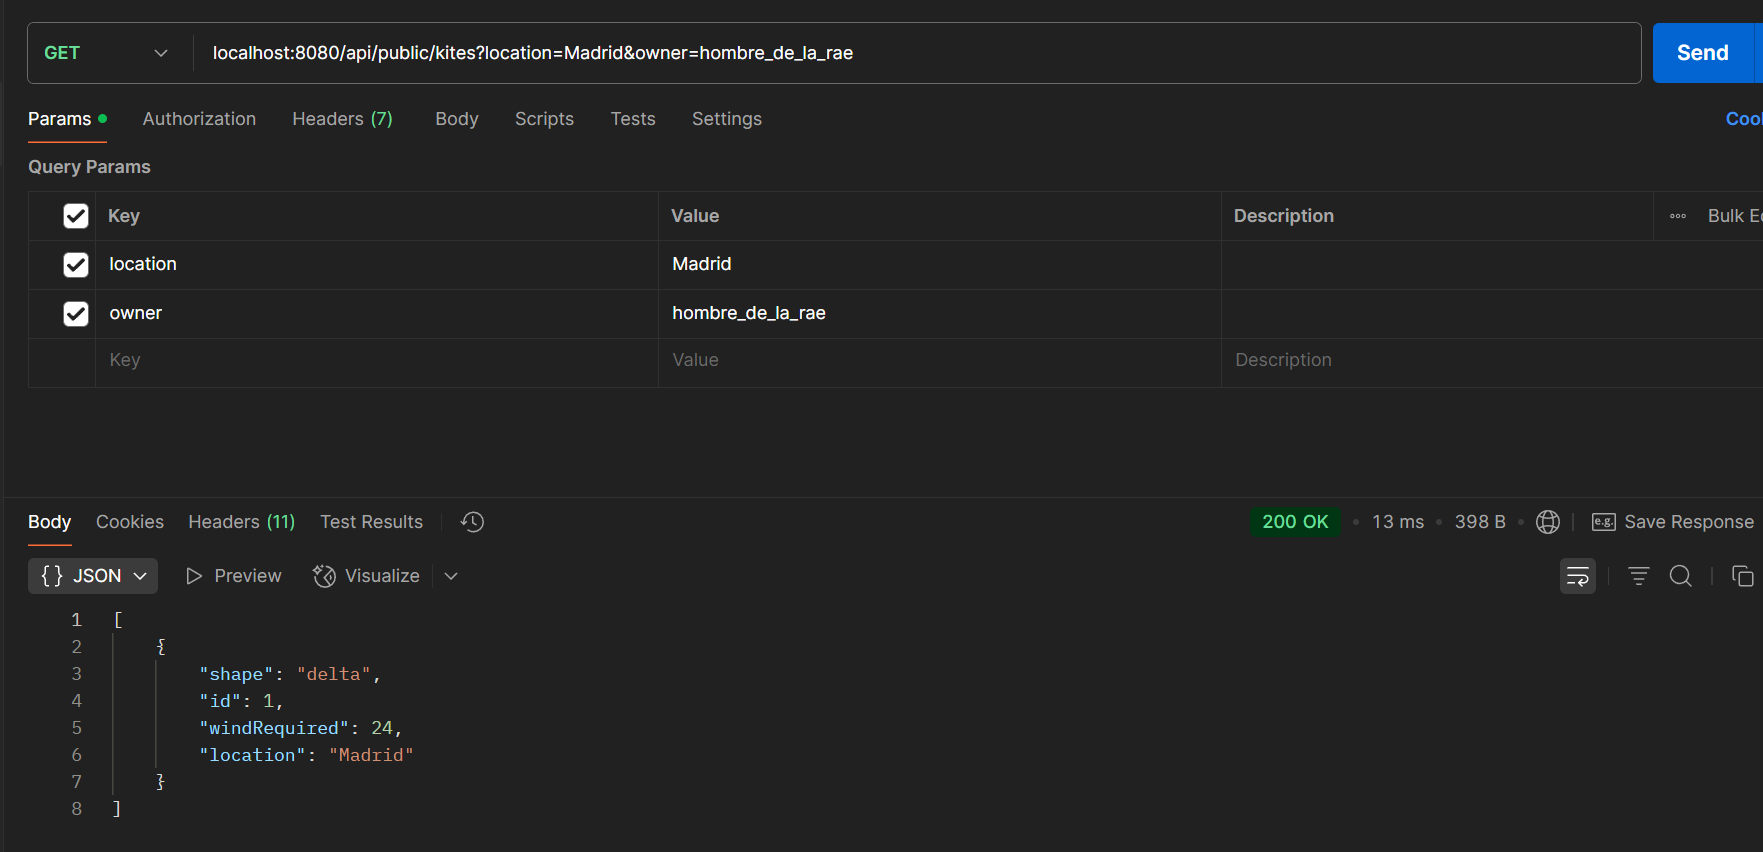 GET localhost:8080/api/public/kites?location=Madrid&owner=hombre_de_la_rae Send
Params Authorization Headers (7) Body Scripts Tests Settings Cool
Query Params
Key Value Description Bulk E
location Madrid
owner hombre_de_la_rae
Key Value Description
Body Cookies Headers (11) Test Results 200 OK • 13 ms • 398 B • e.g. Save Response
{} JSON Preview Visualize
1 [
2 {
3 "shape": "delta",
4 "id": 1,
5 "windRequired": 24,
6 "location": "Madrid"
7 }
8 ]